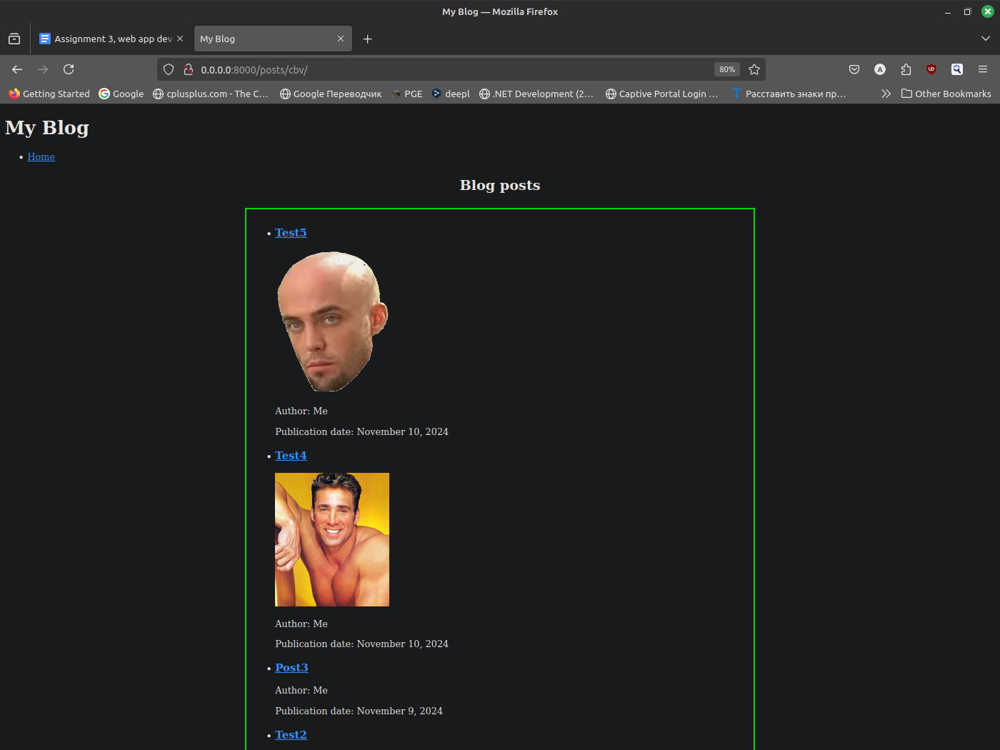 My Blog — Mozilla Firefox
Assignment 3, web app dev
My Blog
0.0.0.0:8000/posts/cbv/
80%
Getting Started
Google
cplusplus.com - The C...
Google Переводчик
PGE
deepl
.NET Development (2...
Captive Portal Login ...
Расставить знаки пр...
Other Bookmarks
My Blog
• Home
Blog posts
• Test5
Author: Me
Publication date: November 10, 2024
• Test4
Author: Me
Publication date: November 10, 2024
• Post3
Author: Me
Publication date: November 9, 2024
• Test2